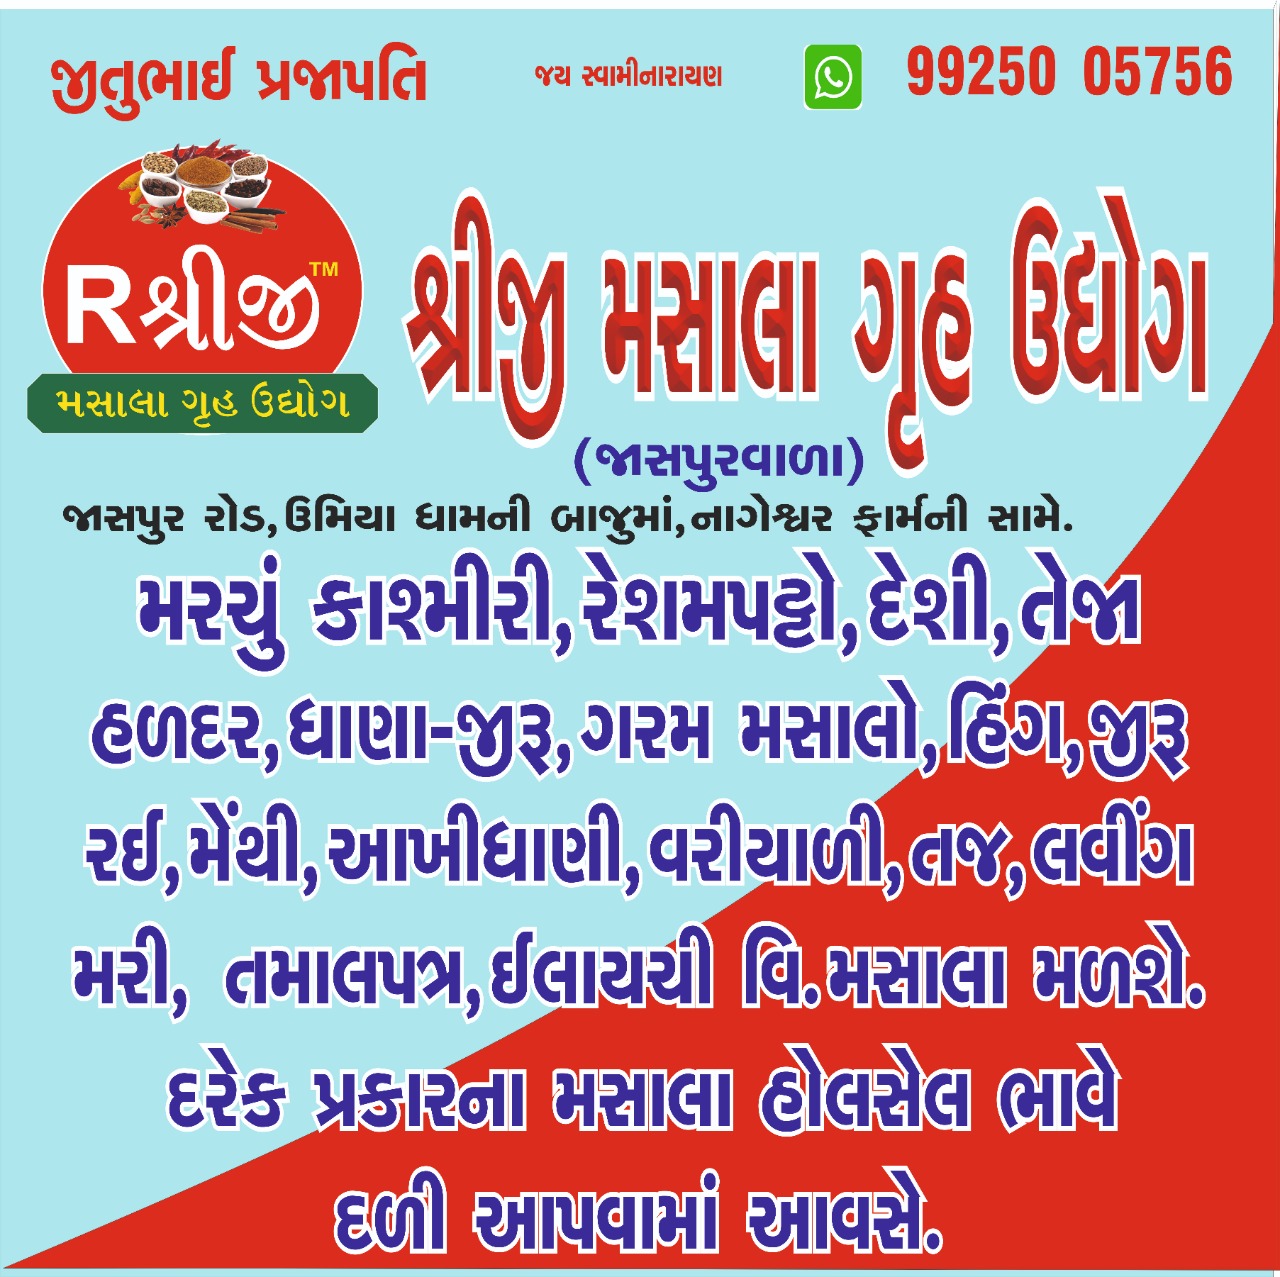 જીતુભાઈ પ્રજાપતિ
જય સ્વામીનારાયણ
99250 05756
Rશ્રીજી TM
મસાલા ગૃહ ઉદ્યોગ
શ્રીજી મસાલા ગૃહ ઉદ્યોગ
(જાસપુરવાળા)
જાસપુર રોડ,ઉમિયા ધામની બાજુમાં,નાગેશ્વર ફાર્મની સામે.
મરચું કાશ્મીરી,રેશમપટ્ટો,દેશી,તેજા
હળદર,ધાણા-જીરૂ,ગરમ મસાલો,હિંગ,જીરૂ
રઈ,મેંથી,આખીધાણી,વરીયાળી,તજ,લવીંગ
મરી, તમાલપત્ર,ઈલાયચી વિ.મસાલા મળશે.
દરેક પ્રકારના મસાલા હોલસેલ ભાવે
દળી આપવામાં આવસે.